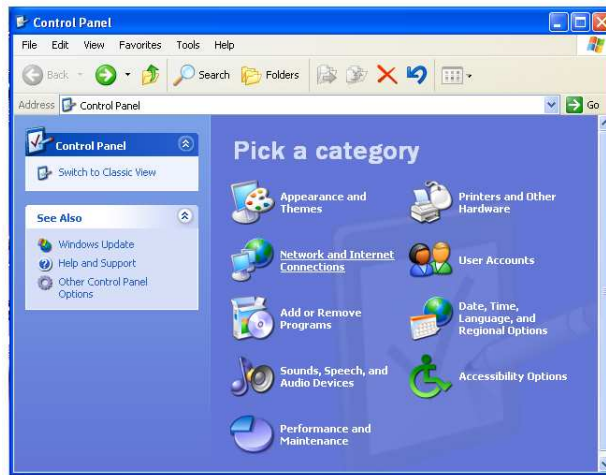 Control Panel
File Edit View Favorites Tools Help
Back Search Folders
Address Control Panel Go
Control Panel
Switch to Classic View
See Also
Windows Update
Help and Support
Other Control Panel
Options
Pick a category
Appearance and
Themes
Printers and Other
Hardware
Network and Internet
Connections
User Accounts
Add or Remove
Programs
Date, Time,
Language, and
Regional Options
Sounds, Speech, and
Audio Devices
Accessibility Options
Performance and
Maintenance